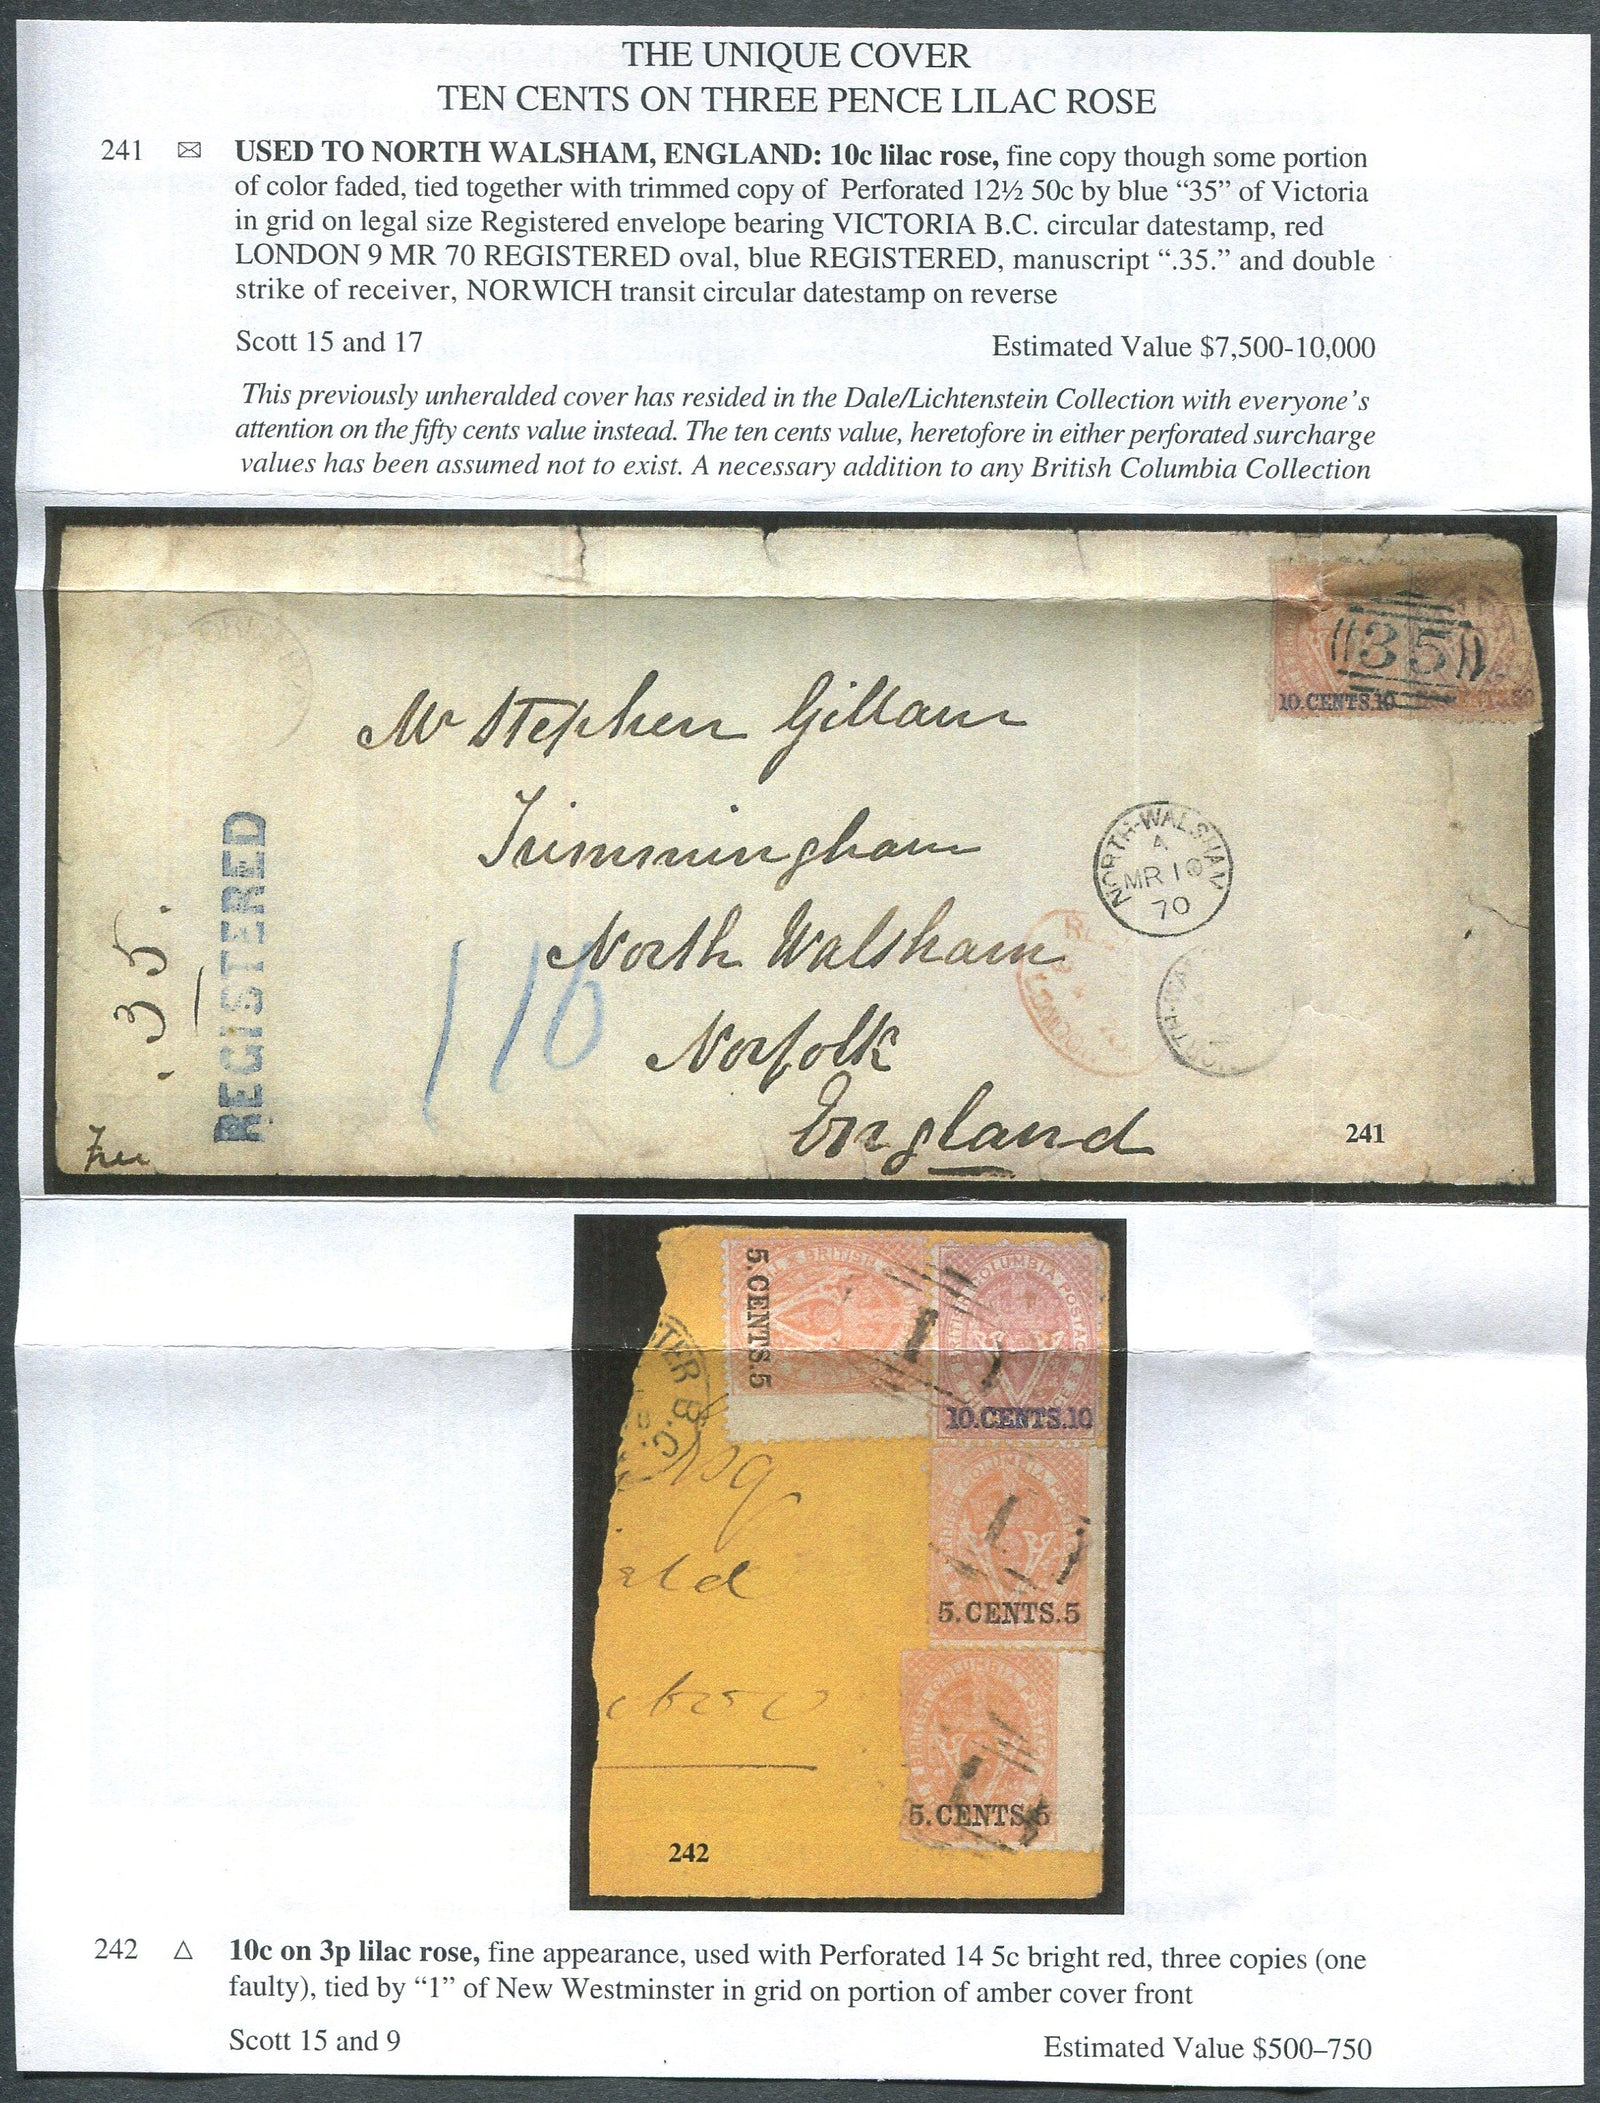 THE UNIQUE COVER
TEN CENTS ON THREE PENCE LILAC ROSE
241 ✉ USED TO NORTH WALSHAM, ENGLAND: 10c lilac rose, fine copy though some portion
of color faded, tied together with trimmed copy of Perforated 12½ 50c by blue “35” of Victoria
in grid on legal size Registered envelope bearing VICTORIA B.C. circular datestamp, red
LONDON 9 MR 70 REGISTERED oval, blue REGISTERED, manuscript “.35.” and double
strike of receiver, NORWICH transit circular datestamp on reverse
Scott 15 and 17 Estimated Value $7,500-10,000
This previously unheralded cover has resided in the Dale/Lichtenstein Collection with everyone’s
attention on the fifty cents value instead. The ten cents value, heretofore in either perforated surcharge
values has been assumed not to exist. A necessary addition to any British Columbia Collection
35
10.CENTS.10
Mr Stephen Gillam
Trimmingham
North Walsham
Norfolk
England
NORTH-WALSHAM
A
MR 10
70
LONDON
.35.
REGISTERED
110
241
5.CENTS.5
BRITISH
COLUMBIA POSTAGE
10.CENTS.10
B.C.
5.CENTS.5
5.CENTS.5
242
242 △ 10c on 3p lilac rose, fine appearance, used with Perforated 14 5c bright red, three copies (one
faulty), tied by “1” of New Westminster in grid on portion of amber cover front
Scott 15 and 9 Estimated Value $500–750